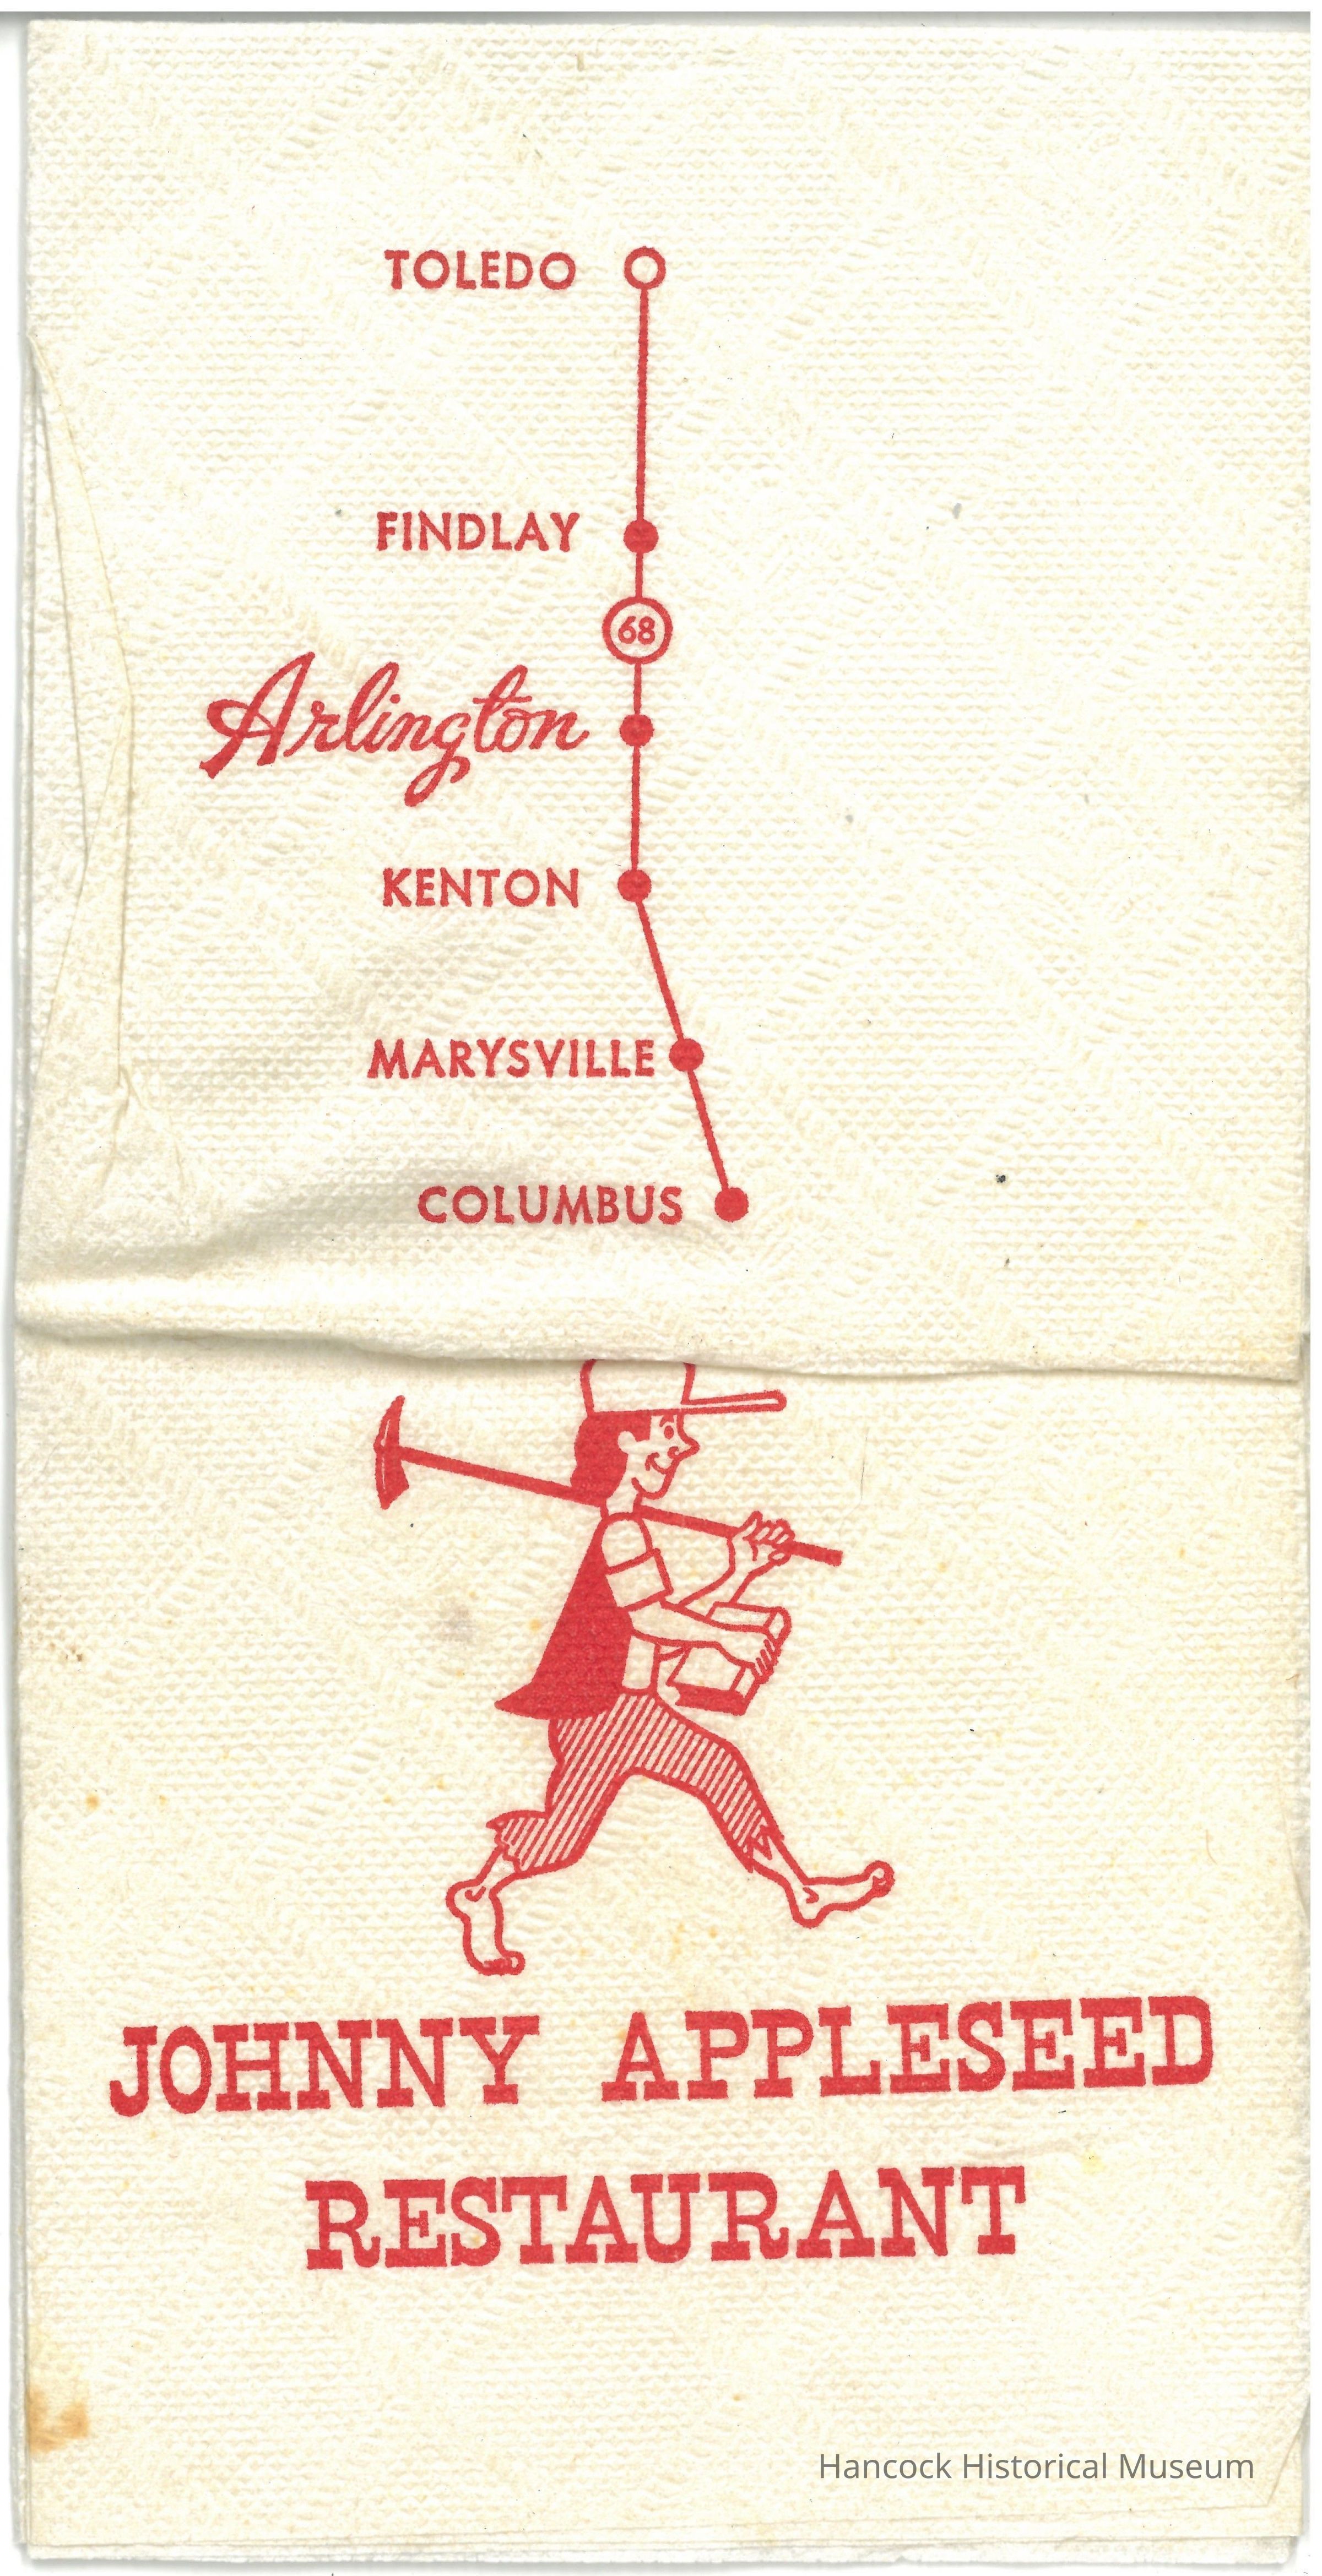 TOLEDO
FINDLAY
68
Arlington
KENTON
MARYSVILLE
COLUMBUS
JOHNNY APPLESEED
RESTAURANT
Hancock Historical Museum